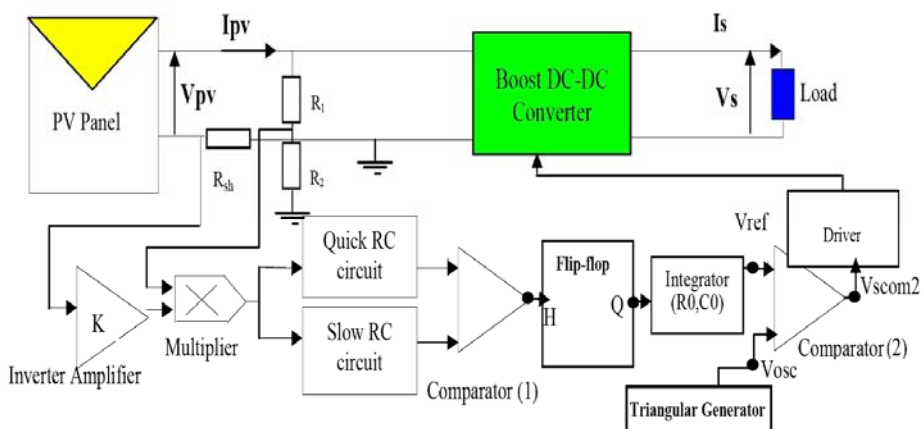 Ipv
Is
Vpv
PV Panel
R1
Boost DC-DC
Converter
Vs
Load
Rsh
R2
Quick RC
circuit
Flip-flop
Vref
Driver
K
Multiplier
Inverter Amplifier
Slow RC
circuit
Comparator (1)
H
Q
Integrator
(R0,C0)
Vscom2
Comparator (2)
Vosc
Triangular Generator